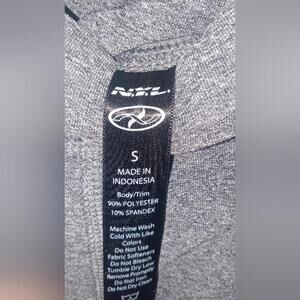 N.Y.L.
S
MADE IN
INDONESIA
Body/Trim
90% POLYESTER
10% SPANDEX
Machine Wash
Cold With Like
Colors
Do Not Use
Fabric Softeners
Do Not Bleach
Tumble Dry Low
Remove Promptly
Do Not Iron
Do Not Dry Clean